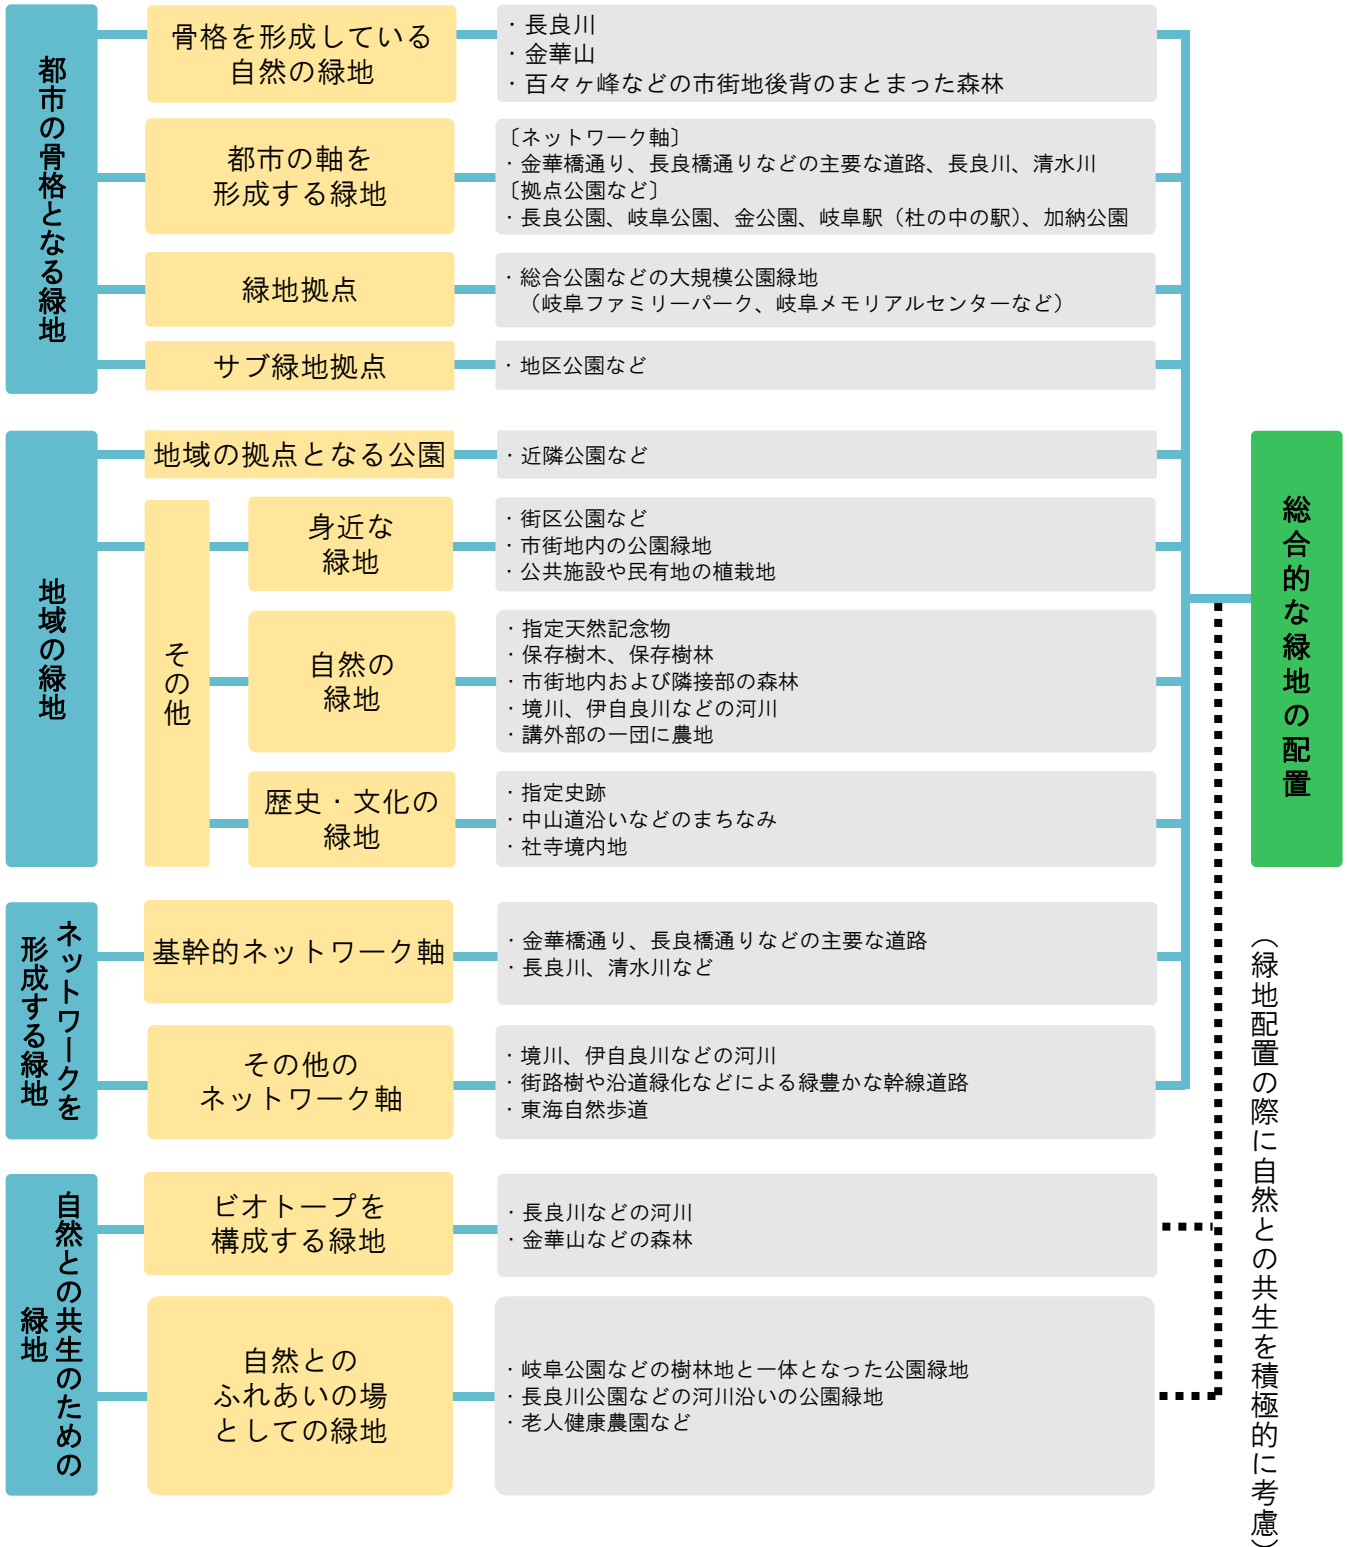 都市の骨格となる緑地
骨格を形成している
自然の緑地
・長良川
・金華山
・百々ヶ峰などの市街地後背のまとまった森林
都市の軸を
形成する緑地
〔ネットワーク軸〕
・金華橋通り、長良橋通りなどの主要な道路、長良川、清水川
〔拠点公園など〕
・長良公園、岐阜公園、金公園、岐阜駅（杜の中の駅）、加納公園
緑地拠点
・総合公園などの大規模公園緑地
（岐阜ファミリーパーク、岐阜メモリアルセンターなど）
サブ緑地拠点
・地区公園など
地域の緑地
地域の拠点となる公園
・近隣公園など
その他
身近な
緑地
・街区公園など
・市街地内の公園緑地
・公共施設や民有地の植栽地
自然の
緑地
・指定天然記念物
・保存樹木、保存樹林
・市街地内および隣接部の森林
・境川、伊自良川などの河川
・講外部の一団に農地
歴史・文化の
緑地
・指定史跡
・中山道沿いなどのまちなみ
・社寺境内地
ネットワークを
形成する緑地
基幹的ネットワーク軸
・金華橋通り、長良橋通りなどの主要な道路
・長良川、清水川など
その他の
ネットワーク軸
・境川、伊自良川などの河川
・街路樹や沿道緑化などによる緑豊かな幹線道路
・東海自然歩道
自然との共生のための
緑地
ビオトープを
構成する緑地
・長良川などの河川
・金華山などの森林
自然との
ふれあいの場
としての緑地
・岐阜公園などの樹林地と一体となった公園緑地
・長良川公園などの河川沿いの公園緑地
・老人健康農園など
総合的な緑地の配置
（緑地配置の際に自然との共生を積極的に考慮）